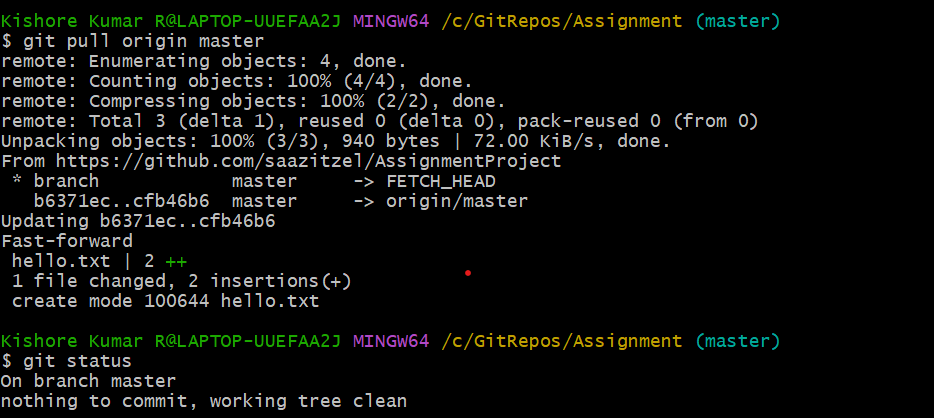 Kishore Kumar R@LAPTOP-UUEFAA2J MINGW64 /c/GitRepos/Assignment (master)
$ git pull origin master
remote: Enumerating objects: 4, done.
remote: Counting objects: 100% (4/4), done.
remote: Compressing objects: 100% (2/2), done.
remote: Total 3 (delta 1), reused 0 (delta 0), pack-reused 0 (from 0)
Unpacking objects: 100% (3/3), 940 bytes | 72.00 KiB/s, done.
From https://github.com/saazitzel/AssignmentProject
 * branch            master     -> FETCH_HEAD
   b6371ec..cfb46b6  master     -> origin/master
Updating b6371ec..cfb46b6
Fast-forward
 hello.txt | 2 ++
 1 file changed, 2 insertions(+)
 create mode 100644 hello.txt
Kishore Kumar R@LAPTOP-UUEFAA2J MINGW64 /c/GitRepos/Assignment (master)
$ git status
On branch master
nothing to commit, working tree clean